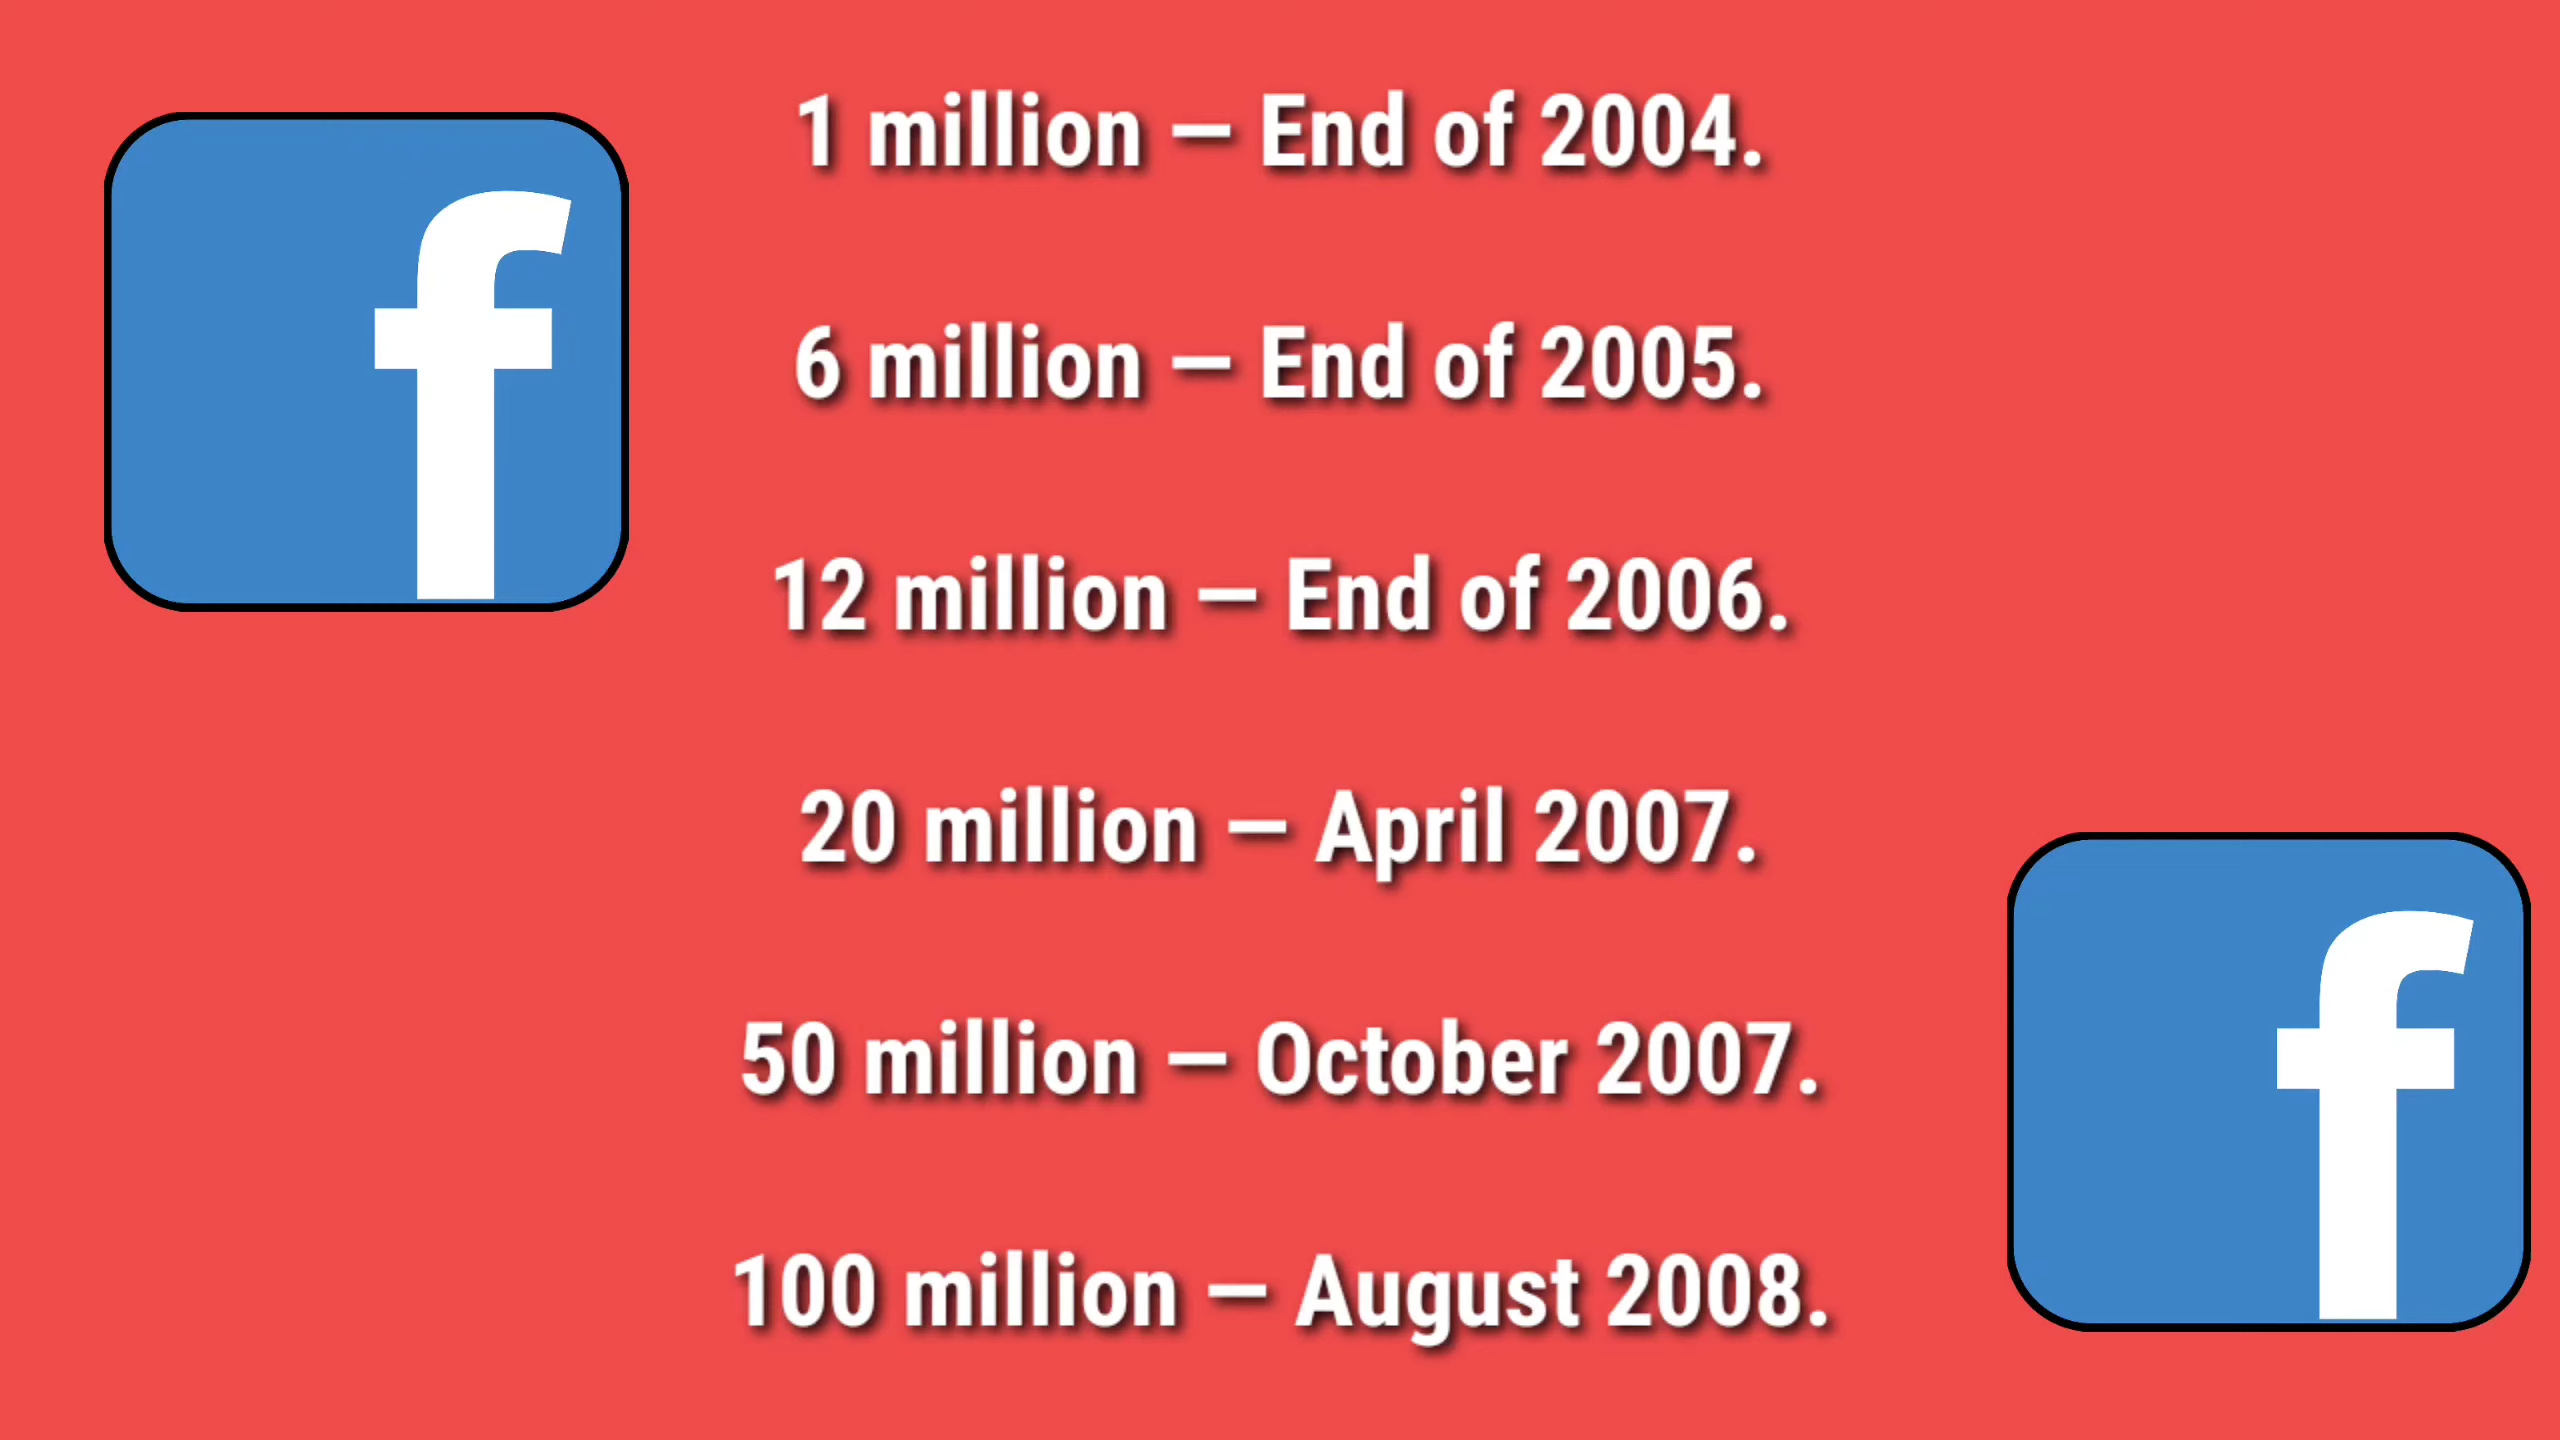 1 million — End of 2004.
6 million — End of 2005.
12 million — End of 2006.
20 million — April 2007.
50 million — October 2007.
100 million — August 2008.
f
f